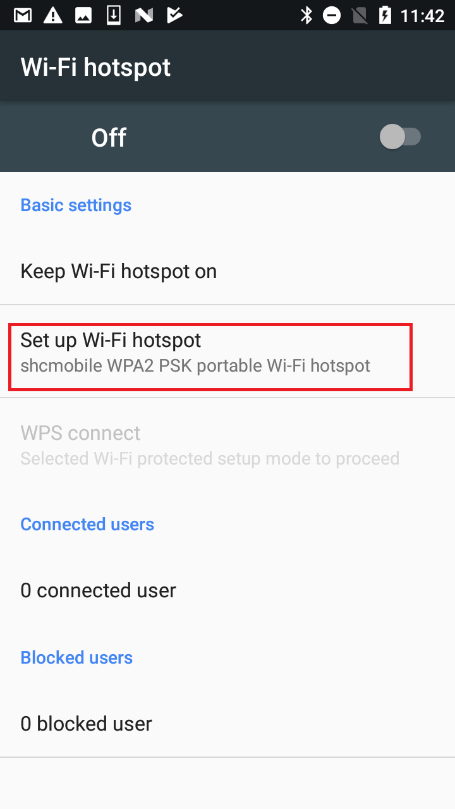 11:42
Wi-Fi hotspot
Off
Basic settings
Keep Wi-Fi hotspot on
Set up Wi-Fi hotspot
shcmobile WPA2 PSK portable Wi-Fi hotspot
WPS connect
Selected Wi-Fi protected setup mode to proceed
Connected users
0 connected user
Blocked users
0 blocked user